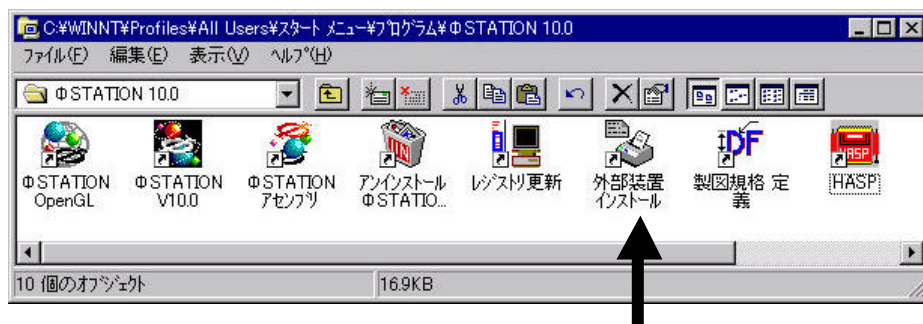 C:¥WINNT¥Profiles¥All Users¥スタート メニュー¥プログラム¥ΦSTATION 10.0
ファイル(F) 編集(E) 表示(V) ヘルプ(H)
ΦSTATION 10.0
ΦSTATION OpenGL
ΦSTATION V10.0
ΦSTATION アセンブリ
アンインストール ΦSTATIO...
レジストリ更新
外部装置 インストール
製図規格 定義
HASP
10 個のオブジェクト
16.9KB